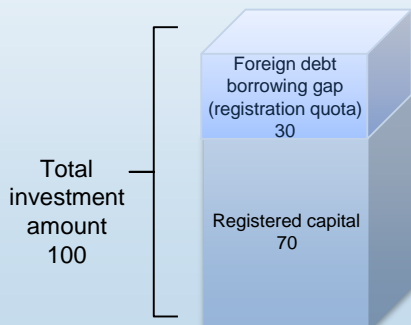 Foreign debt
borrowing gap
(registration quota)
30
Total
investment
amount
100
Registered capital
70